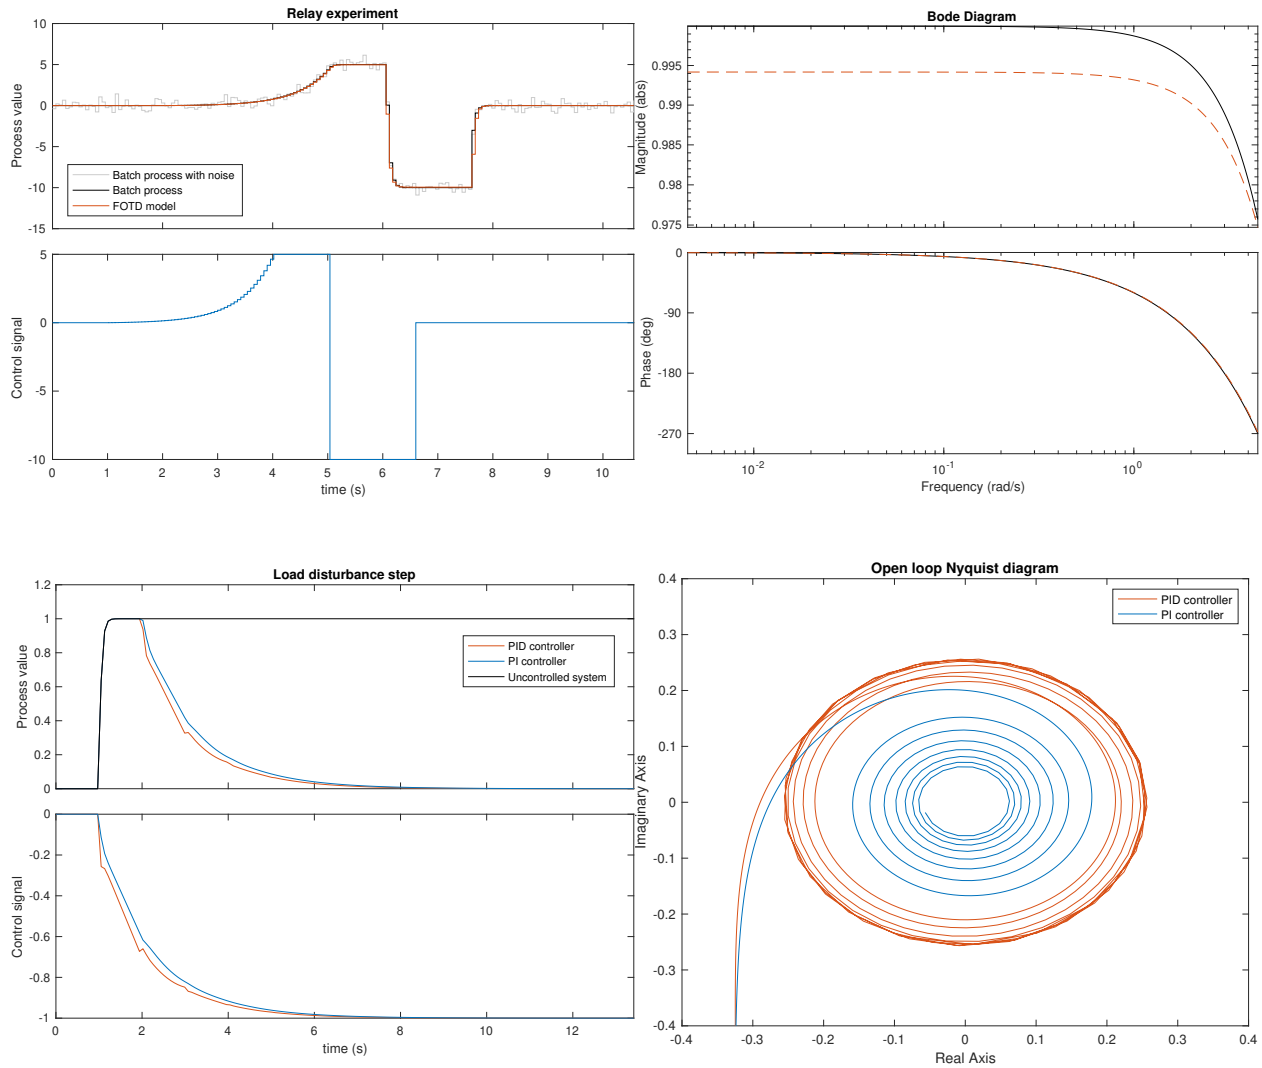 Relay experiment
10
5
0
-5
-10
-15
Process value
Batch process with noise
Batch process
FOTD model
5
0
-5
-10
Control signal
0 1 2 3 4 5 6 7 8 9 10
time (s)
Bode Diagram
0.995
0.99
0.985
0.98
0.975
Magnitude (abs)
0
-90
-180
-270
Phase (deg)
10-2 10-1 100
Frequency (rad/s)
Load disturbance step
1.2
1
0.8
0.6
0.4
0.2
0
Process value
PID controller
PI controller
Uncontrolled system
0
-0.2
-0.4
-0.6
-0.8
-1
Control signal
0 2 4 6 8 10 12
time (s)
Open loop Nyquist diagram
0.4
0.3
0.2
0.1
0
-0.1
-0.2
-0.3
-0.4
Imaginary Axis
PID controller
PI controller
-0.4 -0.3 -0.2 -0.1 0 0.1 0.2 0.3 0.4
Real Axis